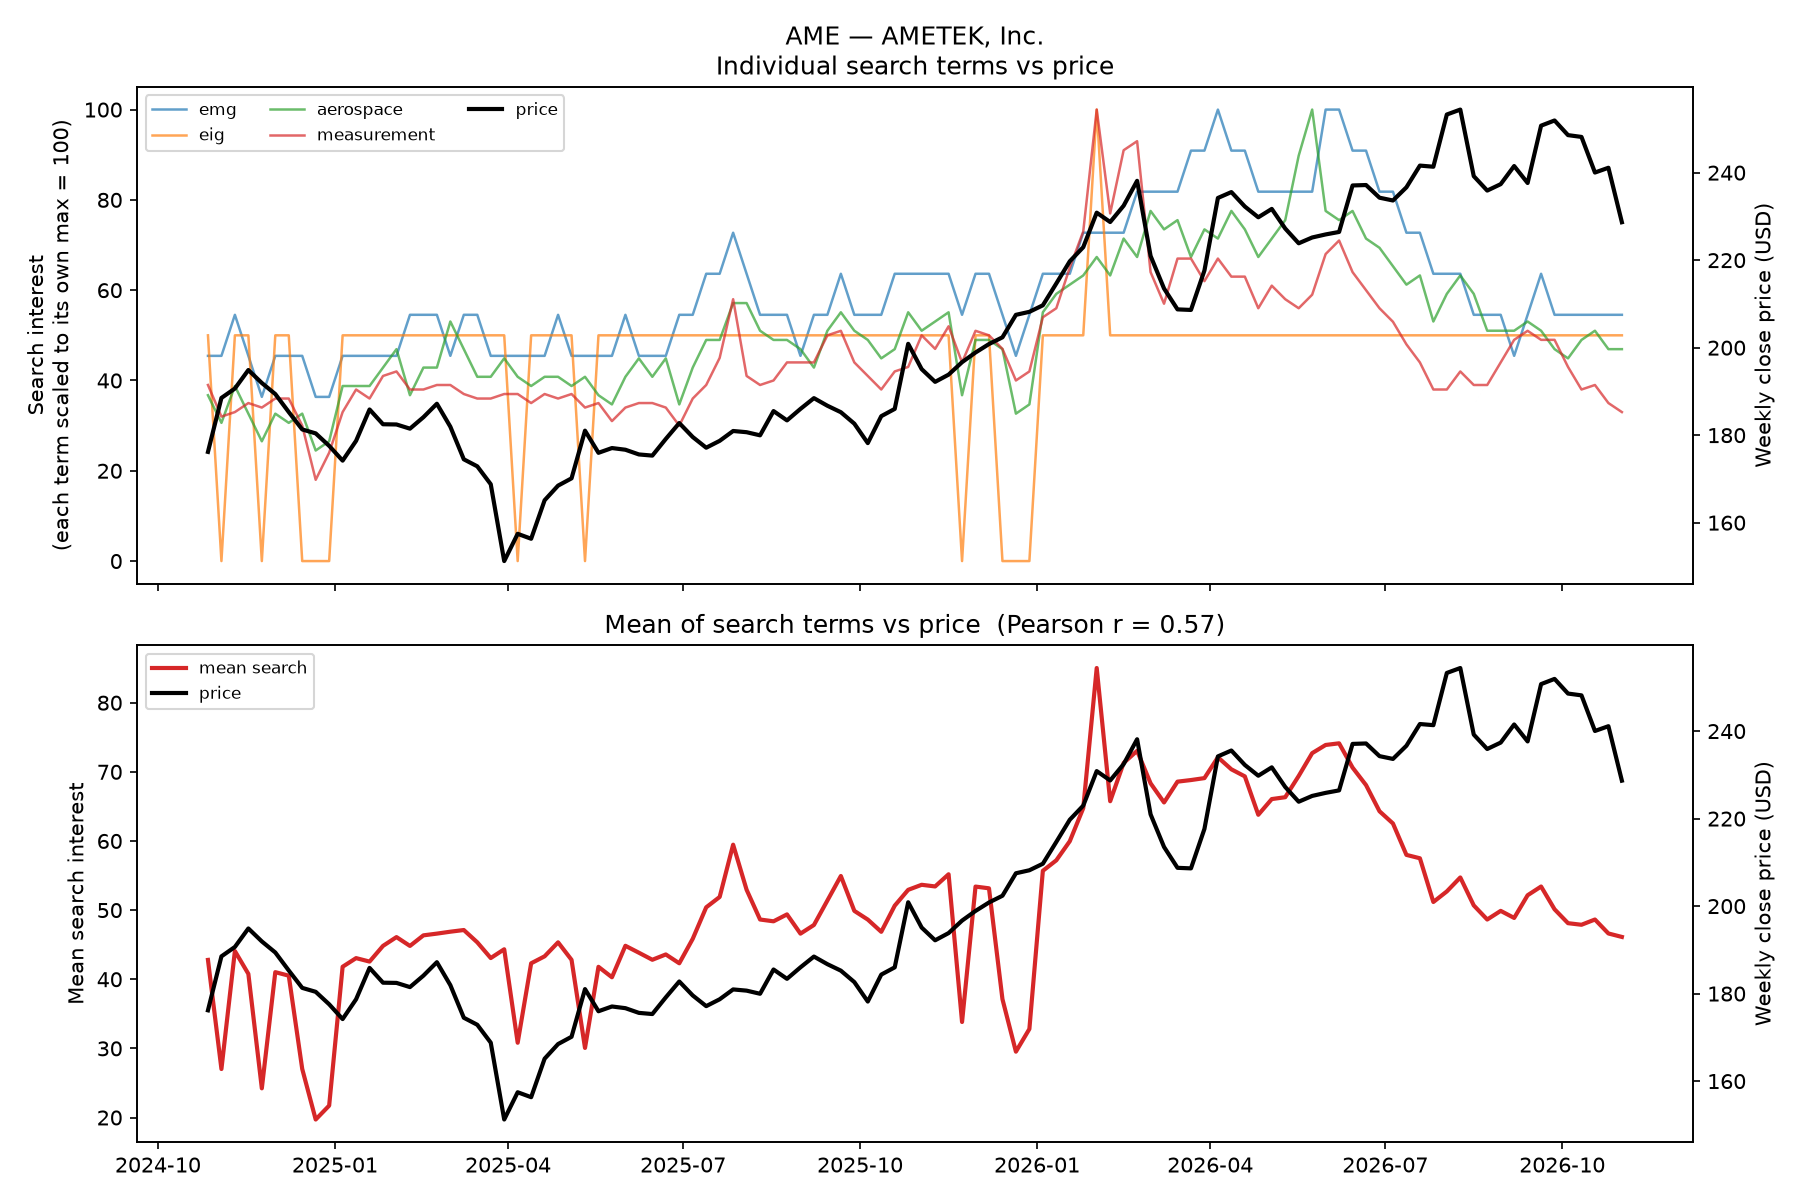 AME — AMETEK, Inc.
Individual search terms vs price
emg
eig
aerospace
measurement
price
Search interest
(each term scaled to its own max = 100)
100
80
60
40
20
0
Weekly close price (USD)
240
220
200
180
160
Mean of search terms vs price  (Pearson r = 0.57)
mean search
price
Mean search interest
80
70
60
50
40
30
20
Weekly close price (USD)
240
220
200
180
160
2024-10
2025-01
2025-04
2025-07
2025-10
2026-01
2026-04
2026-07
2026-10